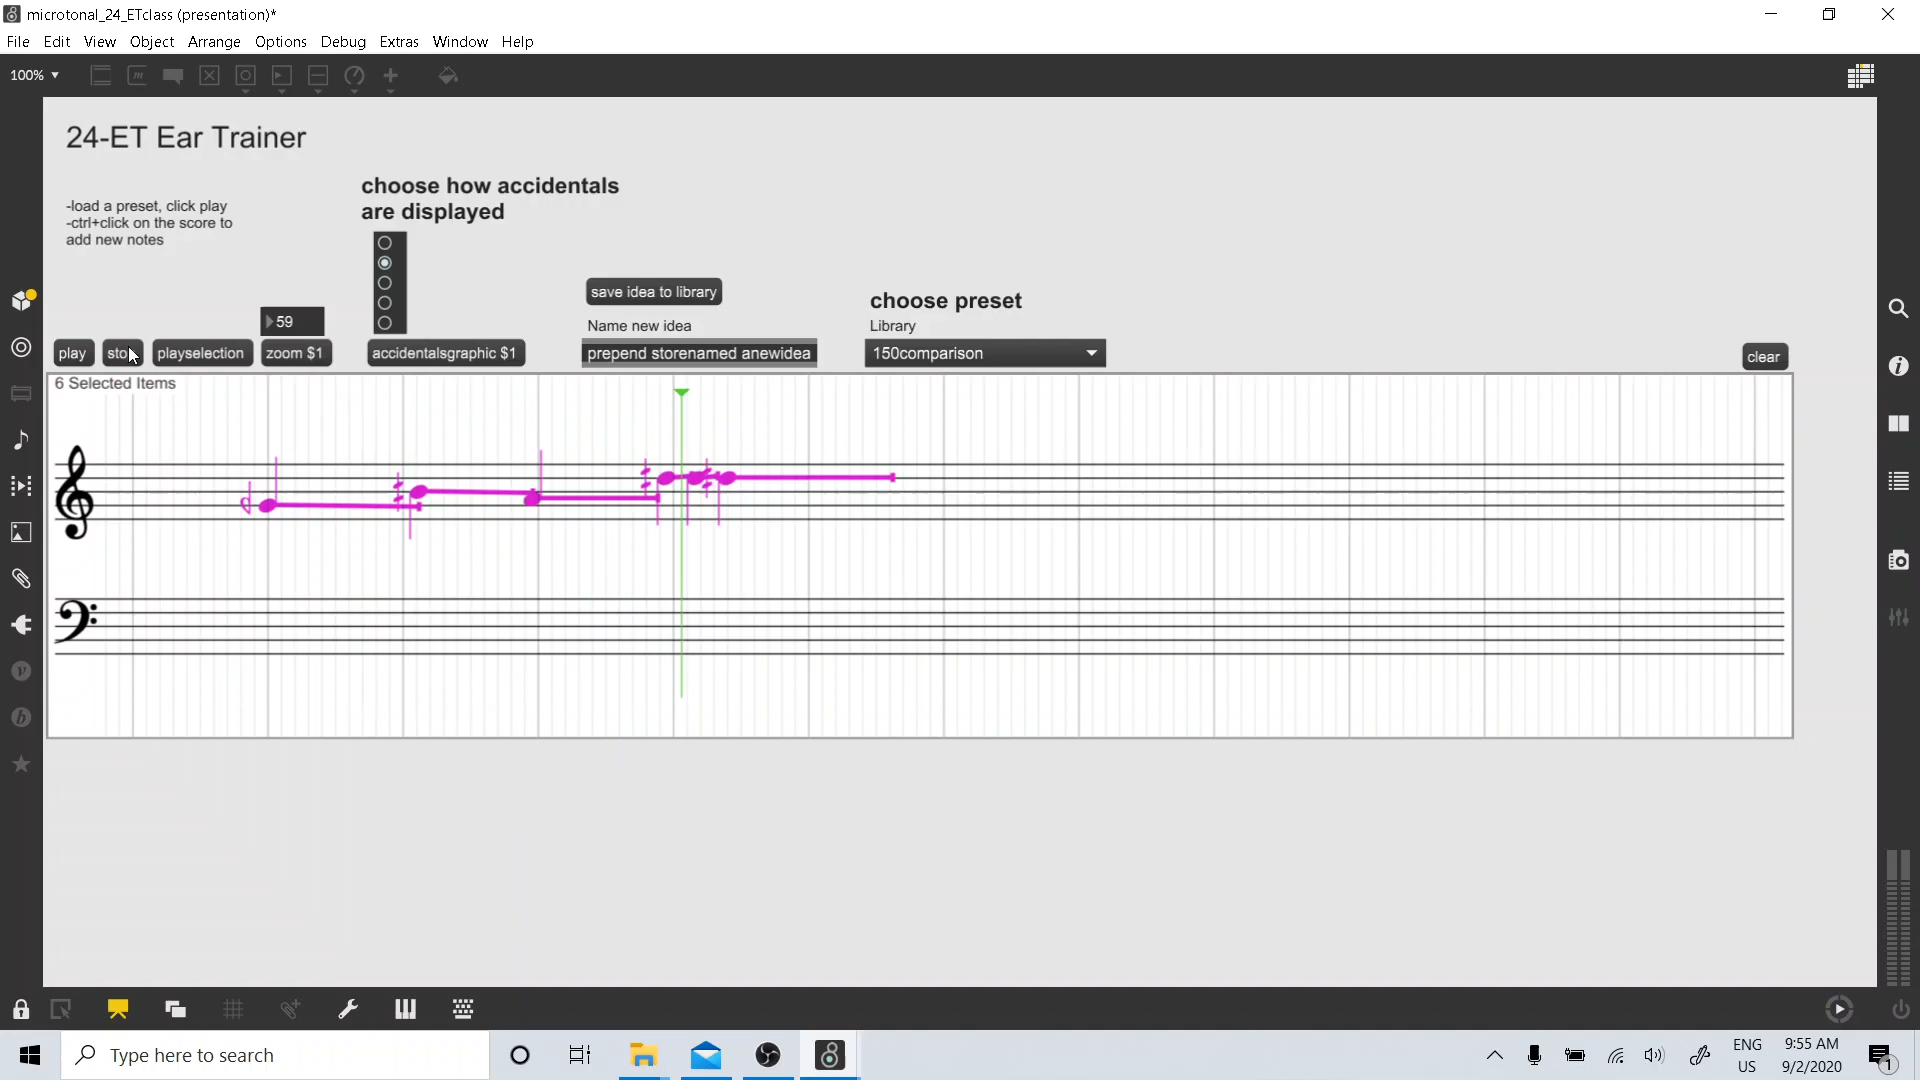 microtonal_24_ETclass (presentation)*
File Edit View Object Arrange Options Debug Extras Window Help
100%
24-ET Ear Trainer
choose how accidentals
are displayed
-load a preset, click play
-ctrl+click on the score to
add new notes
save idea to library
choose preset
59
Name new idea
Library
play
playselection
zoom $1
accidentalsgraphic $1
prepend storenamed anewidea
150comparison
clear
6 Selected Items
Type here to search
ENG
US
9:55 AM
9/2/2020
1